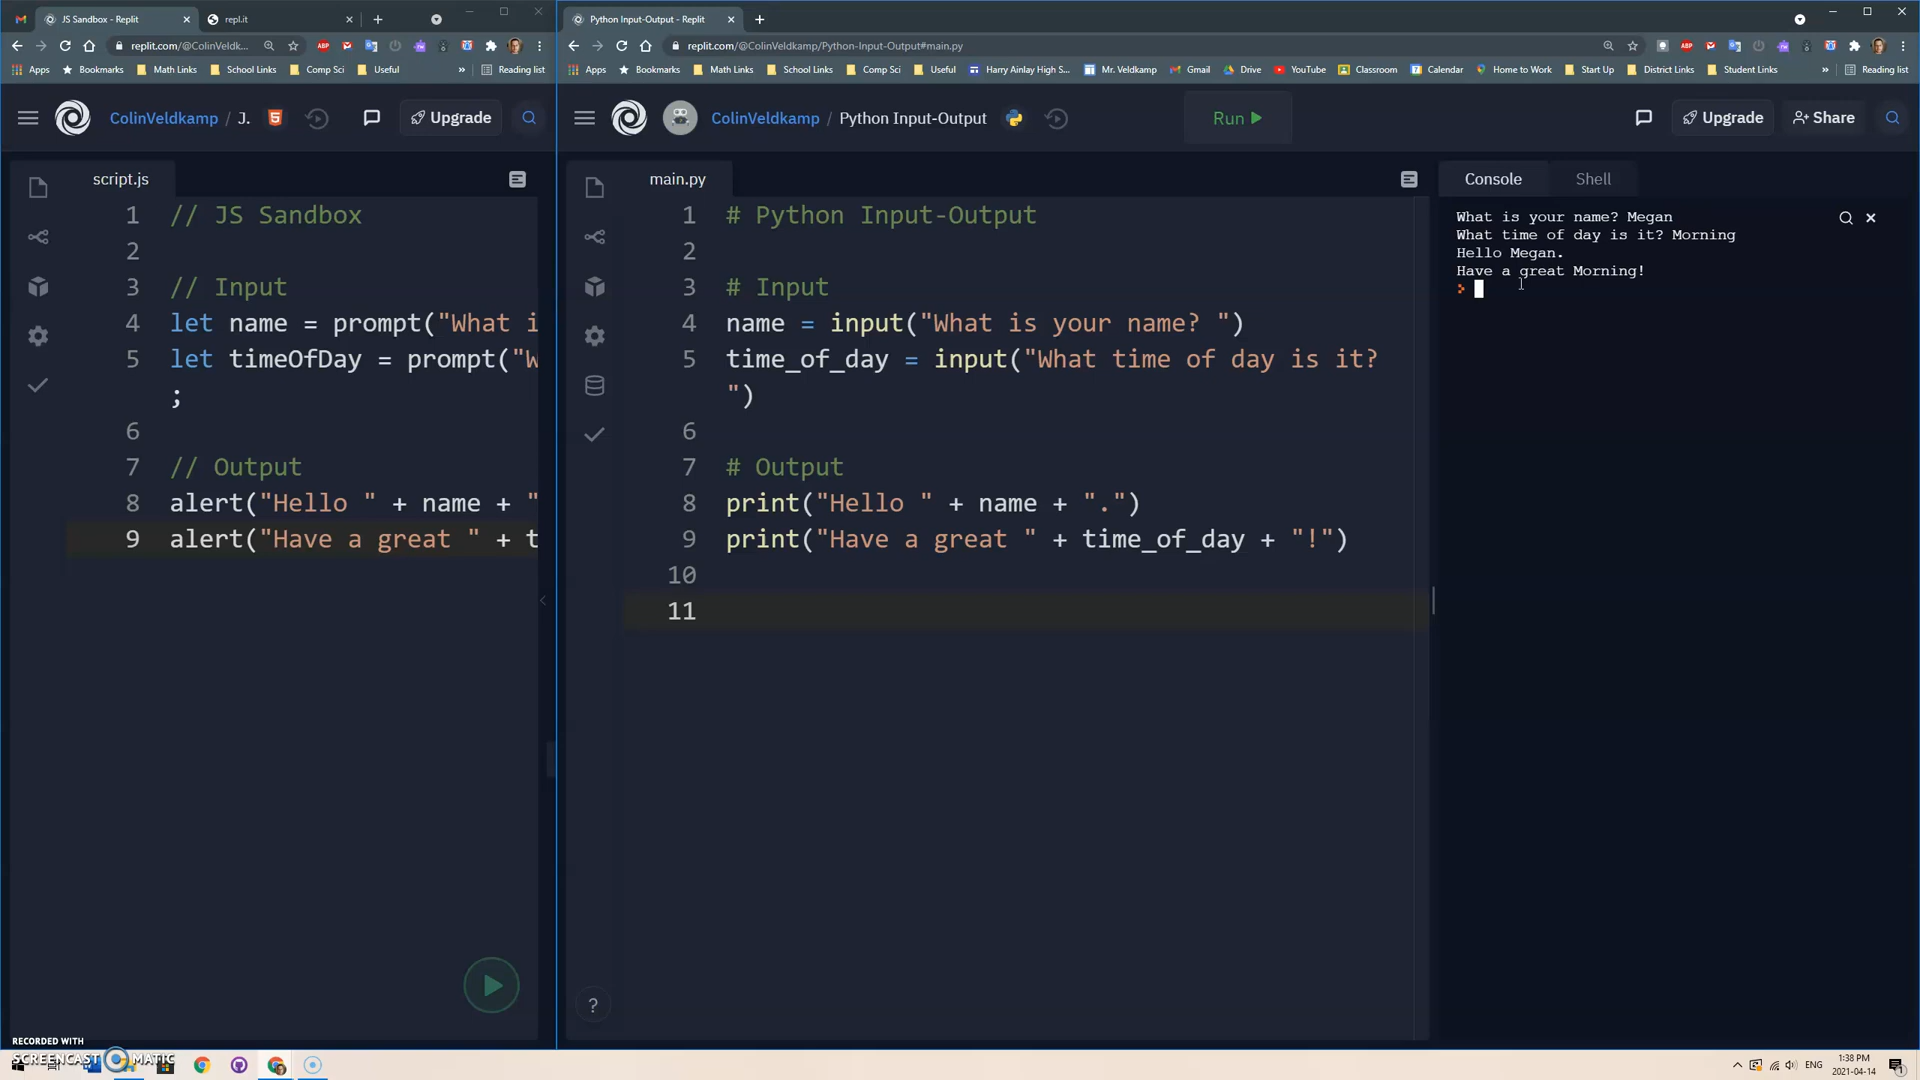 JS Sandbox - Replit
repl.it
replit.com/@ColinVeldk...
Apps
Bookmarks
Math Links
School Links
Comp Sci
Useful
»
Reading list
ColinVeldkamp / J.
Upgrade
script.js
1 // JS Sandbox
2
3 // Input
4 let name = prompt("What i
5 let timeOfDay = prompt("W
;
6
7 // Output
8 alert("Hello " + name + "
9 alert("Have a great " + t
Python Input-Output - Replit
replit.com/@ColinVeldkamp/Python-Input-Output#main.py
Apps
Bookmarks
Math Links
School Links
Comp Sci
Useful
Harry Ainlay High S...
Mr. Veldkamp
Gmail
Drive
YouTube
Classroom
Calendar
Home to Work
Start Up
District Links
Student Links
»
Reading list
ColinVeldkamp / Python Input-Output
Run
Upgrade
Share
main.py
1 # Python Input-Output
2
3 # Input
4 name = input("What is your name? ")
5 time_of_day = input("What time of day is it?
")
6
7 # Output
8 print("Hello " + name + ".")
9 print("Have a great " + time_of_day + "!")
10
11
?
Console
Shell
What is your name? Megan
What time of day is it? Morning
Hello Megan.
Have a great Morning!
>
RECORDED WITH
SCREENCAST MATIC
ENG
1:38 PM
2021-04-14